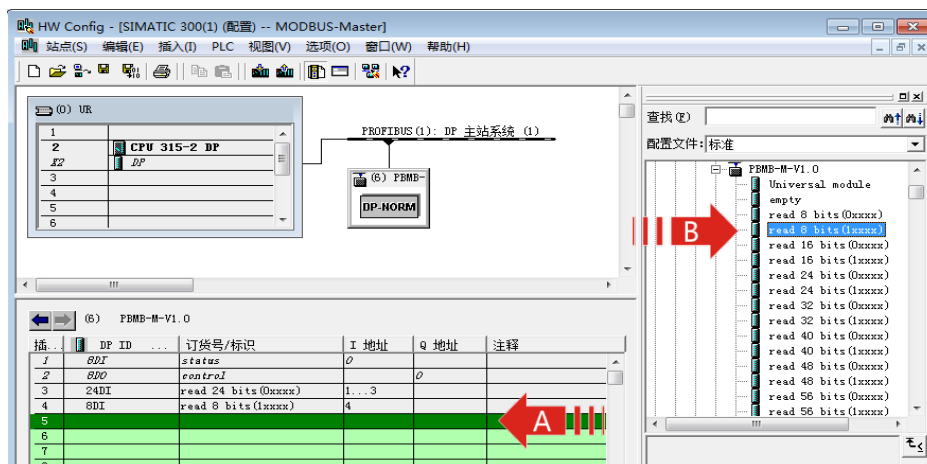 HW Config - [SIMATIC 300(1) (配置) -- MODBUS-Master]
站点(S) 编辑(E) 插入(I) PLC 视图(V) 选项(O) 窗口(W) 帮助(H)
(0) UR
1
2 CPU 315-2 DP
X2 DP
3
4
5
6
PROFIBUS(1): DP 主站系统 (1)
(6) PBMB-
DP-NORM
查找(F)
配置文件: 标准
PBMB-M-V1.0
Universal module
empty
read 8 bits(0xxxx)
read 8 bits(1xxxx)
read 16 bits(0xxxx)
read 16 bits(1xxxx)
read 24 bits(0xxxx)
read 24 bits(1xxxx)
read 32 bits(0xxxx)
read 32 bits(1xxxx)
read 40 bits(0xxxx)
read 40 bits(1xxxx)
read 48 bits(0xxxx)
read 48 bits(1xxxx)
read 56 bits(0xxxx)
read 56 bits(1xxxx)
B
(6) PBMB-M-V1.0
插... DP ID ... 订货号/标识 I 地址 Q 地址 注释
1 8DI status 0
2 8DO control 0
3 24DI read 24 bits(0xxxx) 1...3
4 8DI read 8 bits(1xxxx) 4
5
6
7
A